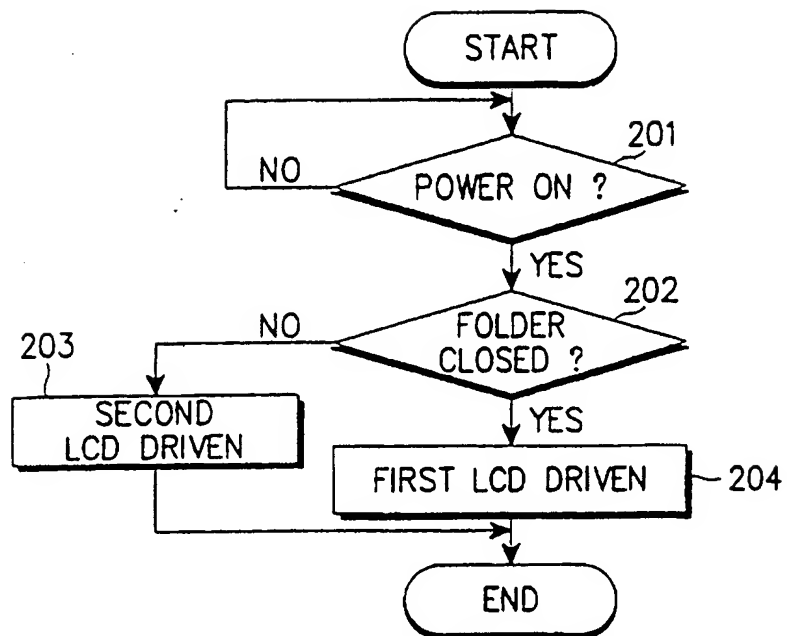 START
201
NO
POWER ON ?
YES
202
NO
FOLDER
CLOSED ?
203
SECOND
LCD DRIVEN
YES
FIRST LCD DRIVEN
204
END